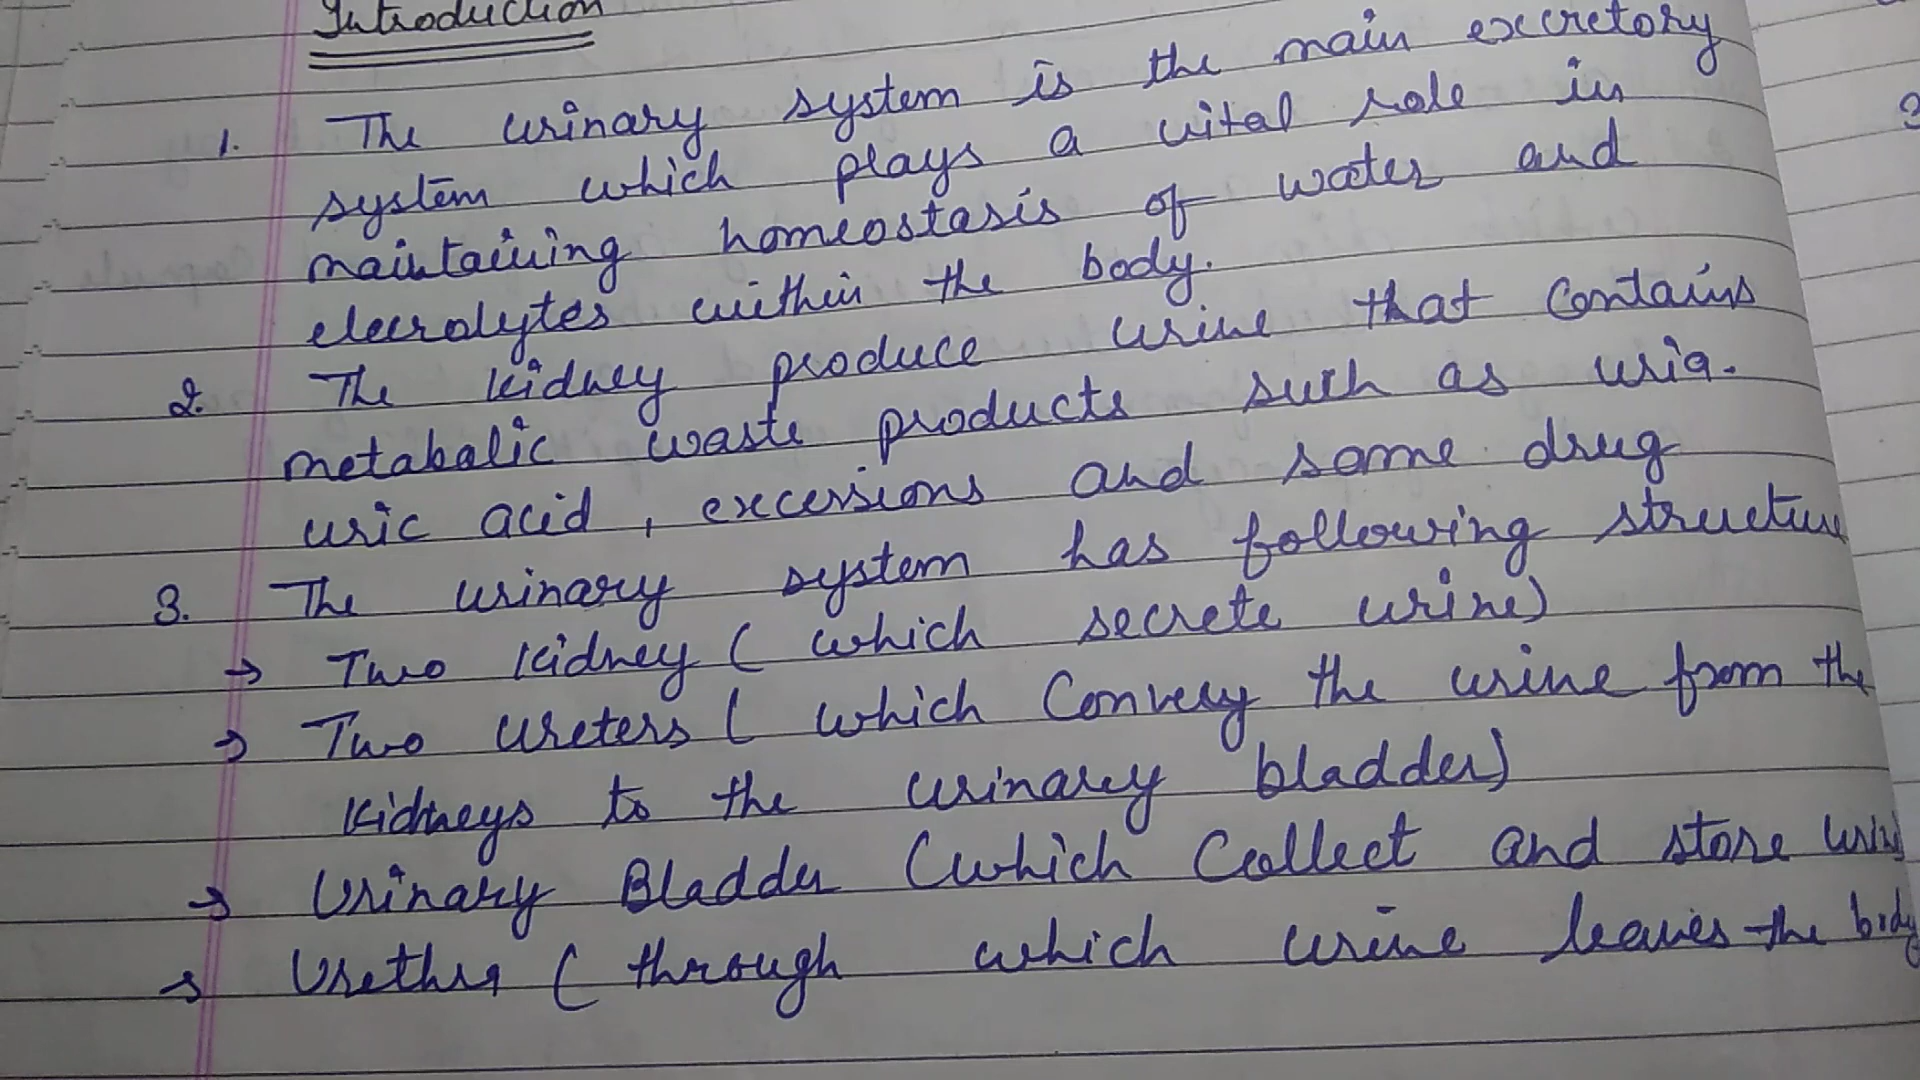 Introduction
1. The urinary system is the main excretory
system which plays a vital role in
maintaining homeostasis of water and
elecrolytes within the body.
2. The kidney produce urine that contains
metabolic waste products such as uria.
uric acid, excersions and some drug
3. The urinary system has following structure
→ Two kidney ( which secrete urine)
→ Two ureters ( which Convey the urine from the
kidneys to the urinary bladder)
→ Urinary Bladder (which Collect and store
→ Urethra ( through which urine leaves the body